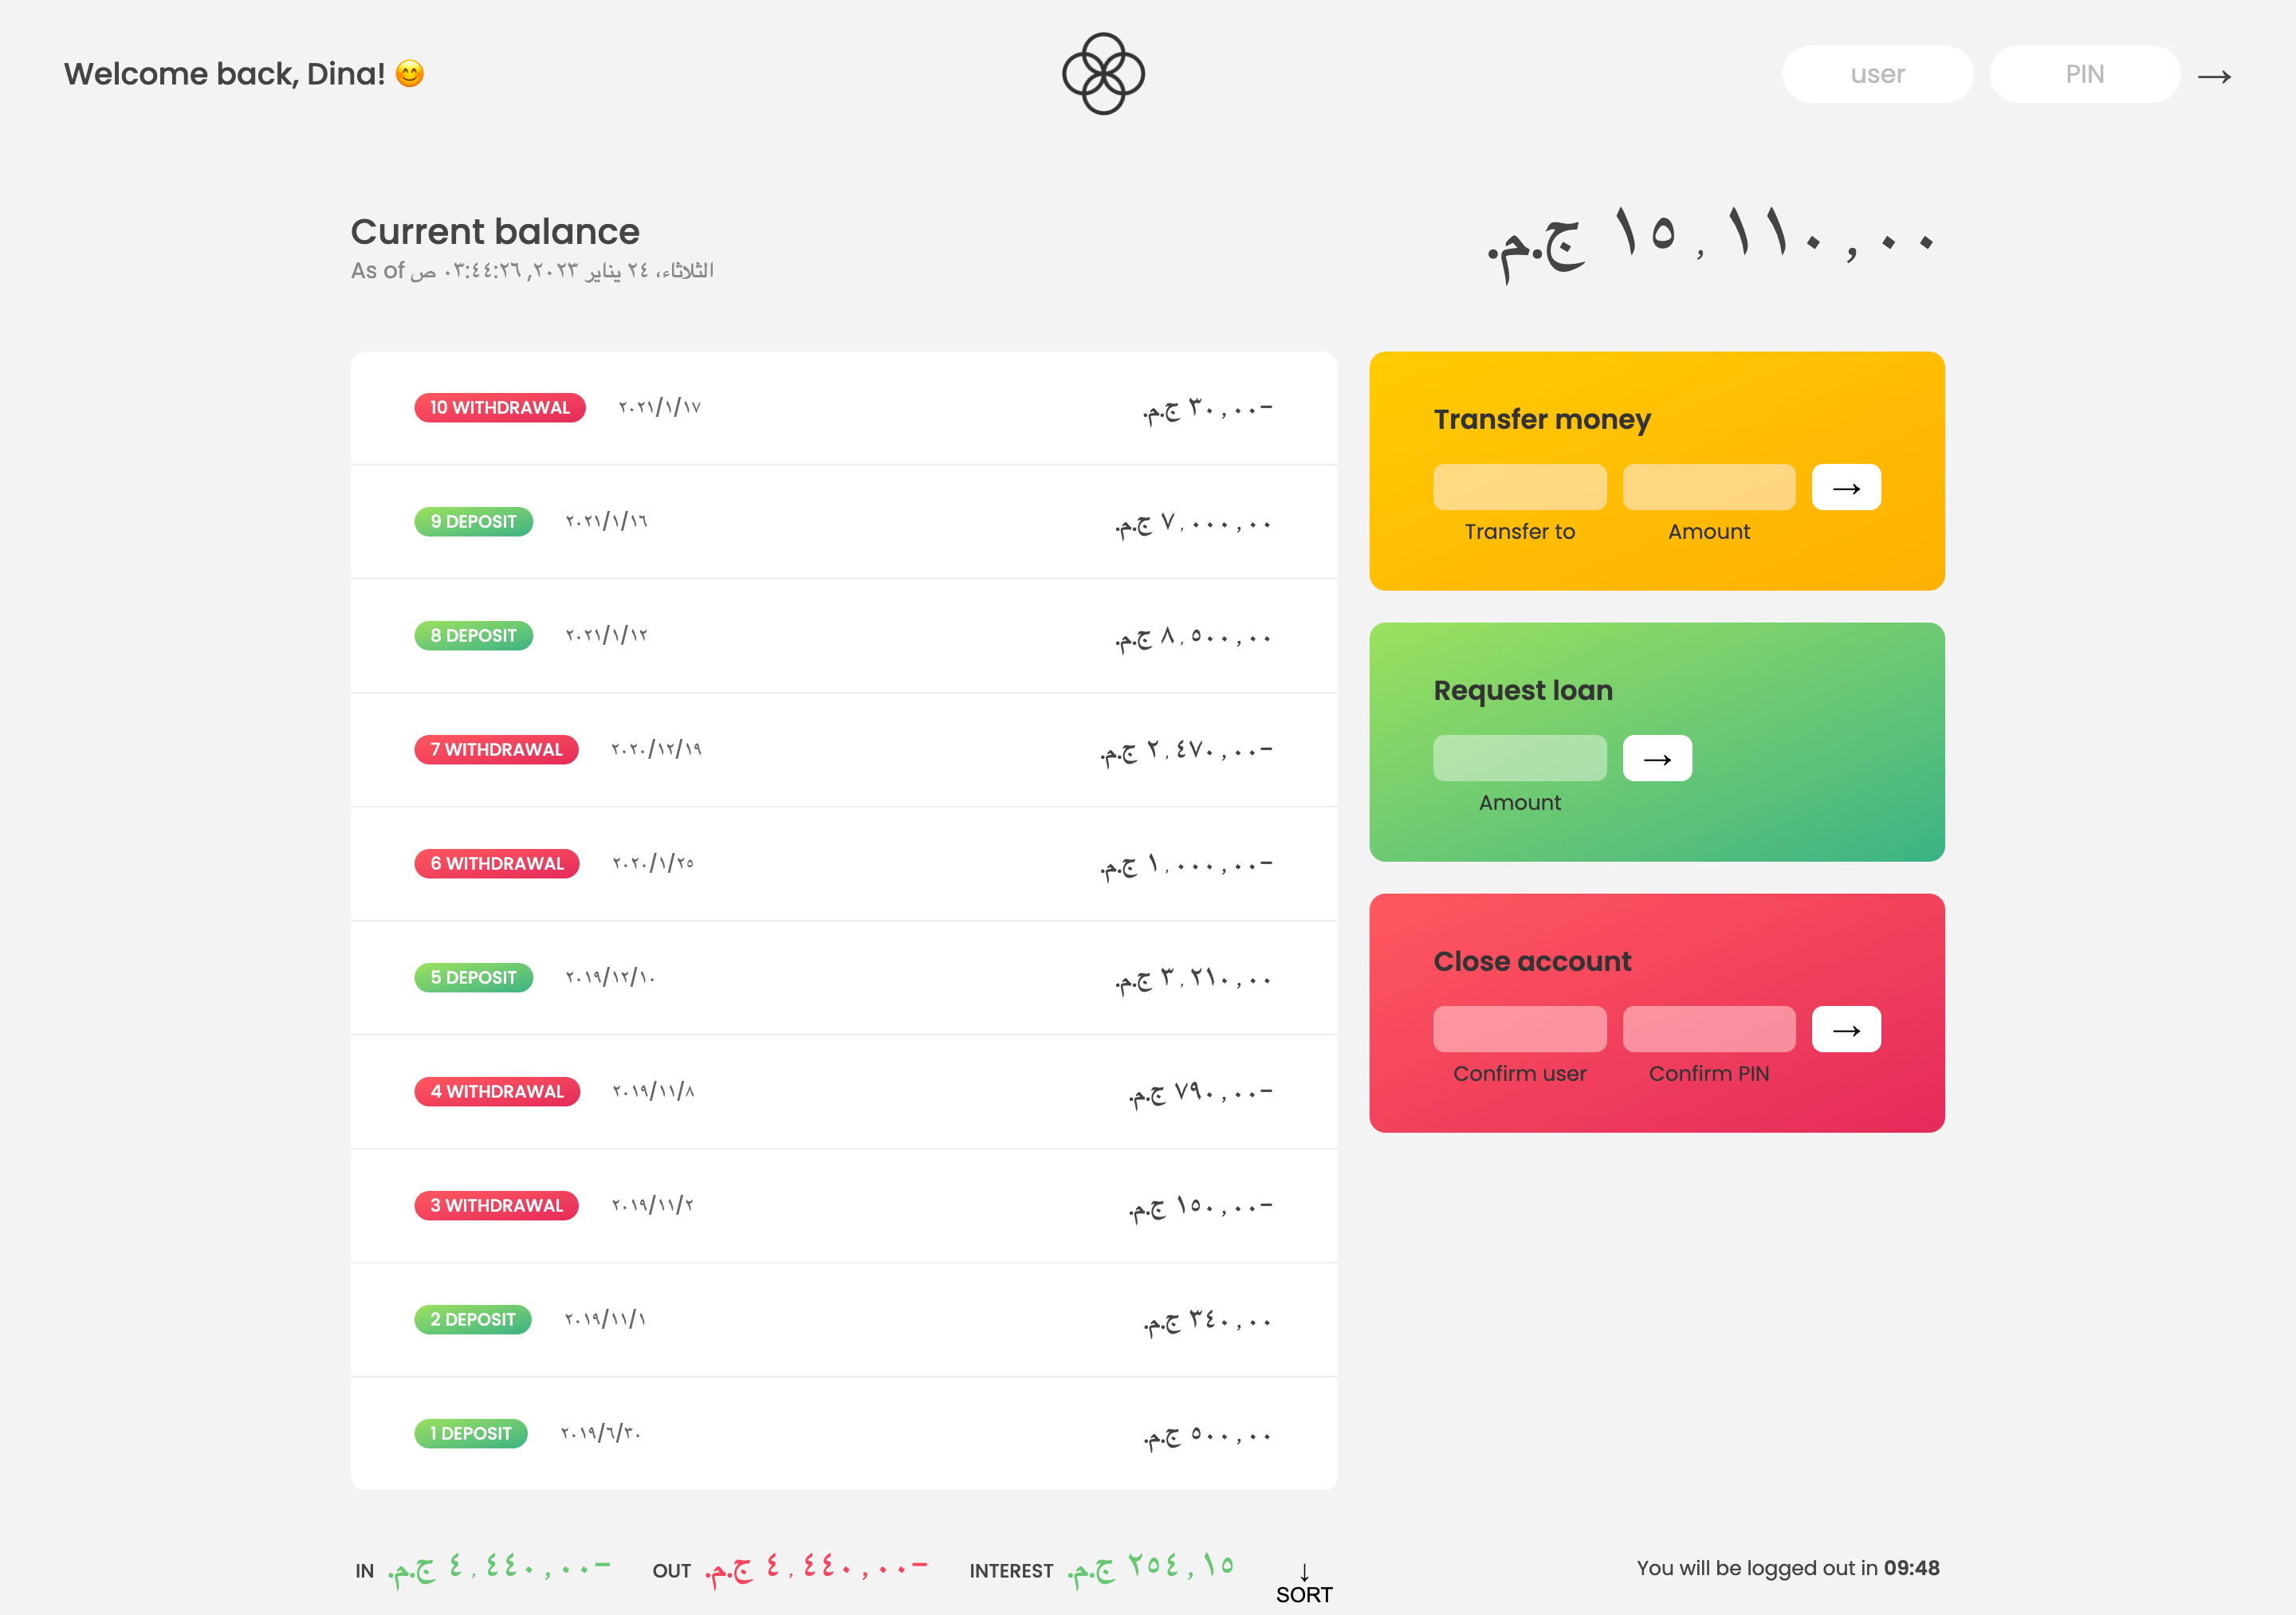 Welcome back, Dina! 😊
user PIN →
Current balance
As of الثلاثاء، ٢٤ يناير ٢٠٢٣, ٠٣:٤٤:٢٦ ص
١٥٬١١٠٫٠٠ ج.م.
10 WITHDRAWAL ٢٠٢١/١/١٧ −٣٠٫٠٠ ج.م.
9 DEPOSIT ٢٠٢١/١/١٦ ٧٬٠٠٠٫٠٠ ج.م.
8 DEPOSIT ٢٠٢١/١/١٢ ٨٬٥٠٠٫٠٠ ج.م.
7 WITHDRAWAL ٢٠٢٠/١٢/١٩ −٢٬٤٧٠٫٠٠ ج.م.
6 WITHDRAWAL ٢٠٢٠/١/٢٥ −١٬٠٠٠٫٠٠ ج.م.
5 DEPOSIT ٢٠١٩/١٢/١٠ ٣٬٢١٠٫٠٠ ج.م.
4 WITHDRAWAL ٢٠١٩/١١/٨ −٧٩٠٫٠٠ ج.م.
3 WITHDRAWAL ٢٠١٩/١١/٢ −١٥٠٫٠٠ ج.م.
2 DEPOSIT ٢٠١٩/١١/١ ٣٤٠٫٠٠ ج.م.
1 DEPOSIT ٢٠١٩/٦/٣٠ ٥٠٠٫٠٠ ج.م.
Transfer money
→
Transfer to Amount
Request loan
→
Amount
Close account
→
Confirm user Confirm PIN
IN −٤٬٤٤٠٫٠٠ ج.م. OUT −٤٬٤٤٠٫٠٠ ج.م. INTEREST ٢٥٤٫١٥ ج.م. ↓ SORT
You will be logged out in 09:48